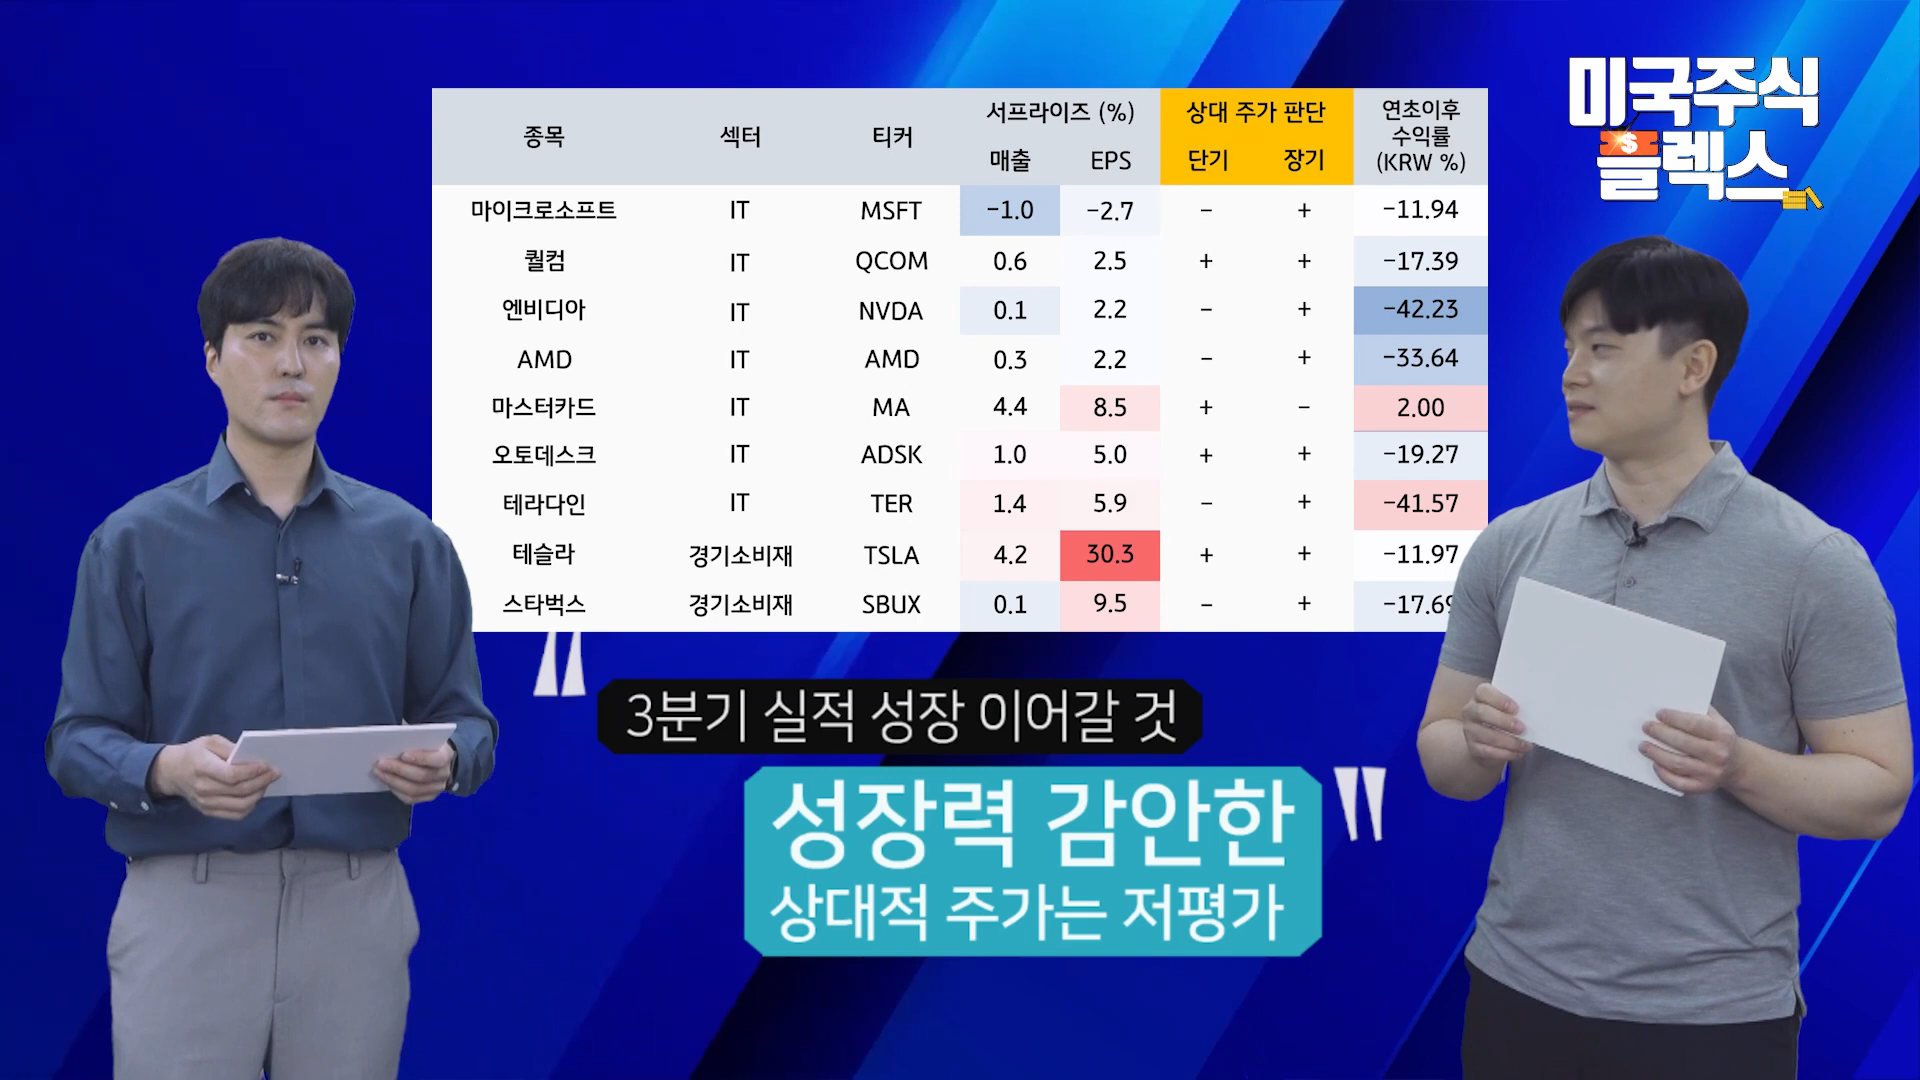 미국주식
플렉스
종목 섹터 티커 서프라이즈 (%) 상대 주가 판단 연초이후 수익률 (KRW %)
매출 EPS 단기 장기
마이크로소프트 IT MSFT -1.0 -2.7 - + -11.94
퀄컴 IT QCOM 0.6 2.5 + + -17.39
엔비디아 IT NVDA 0.1 2.2 - + -42.23
AMD IT AMD 0.3 2.2 - + -33.64
마스터카드 IT MA 4.4 8.5 + - 2.00
오토데스크 IT ADSK 1.0 5.0 + + -19.27
테라다인 IT TER 1.4 5.9 - + -41.57
테슬라 경기소비재 TSLA 4.2 30.3 + + -11.97
스타벅스 경기소비재 SBUX 0.1 9.5 - + -17.69
"3분기 실적 성장 이어갈 것
성장력 감안한
상대적 주가는 저평가"